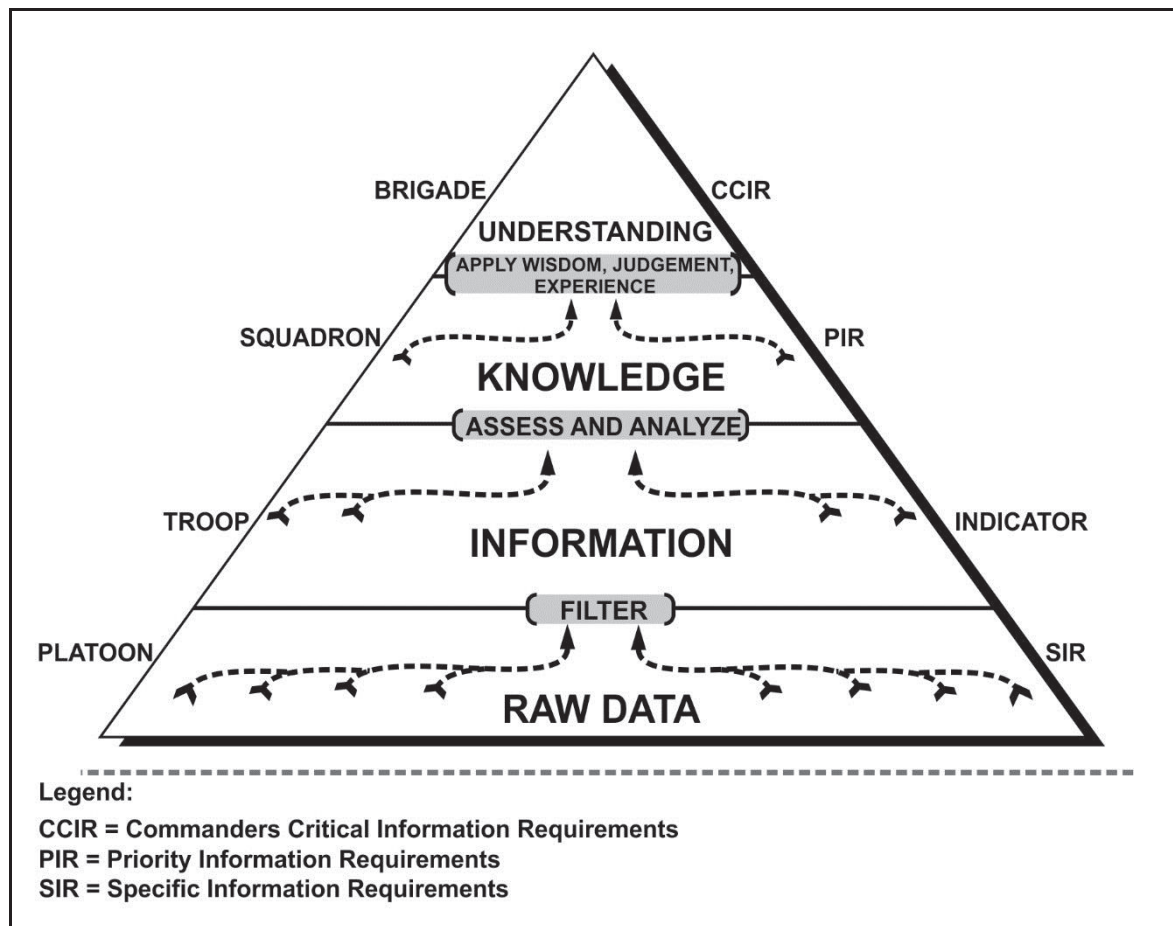 BRIGADE
CCIR
UNDERSTANDING
APPLY WISDOM, JUDGEMENT,
EXPERIENCE
SQUADRON
PIR
KNOWLEDGE
ASSESS AND ANALYZE
TROOP
INDICATOR
INFORMATION
FILTER
PLATOON
SIR
RAW DATA
Legend:
CCIR = Commanders Critical Information Requirements
PIR = Priority Information Requirements
SIR = Specific Information Requirements